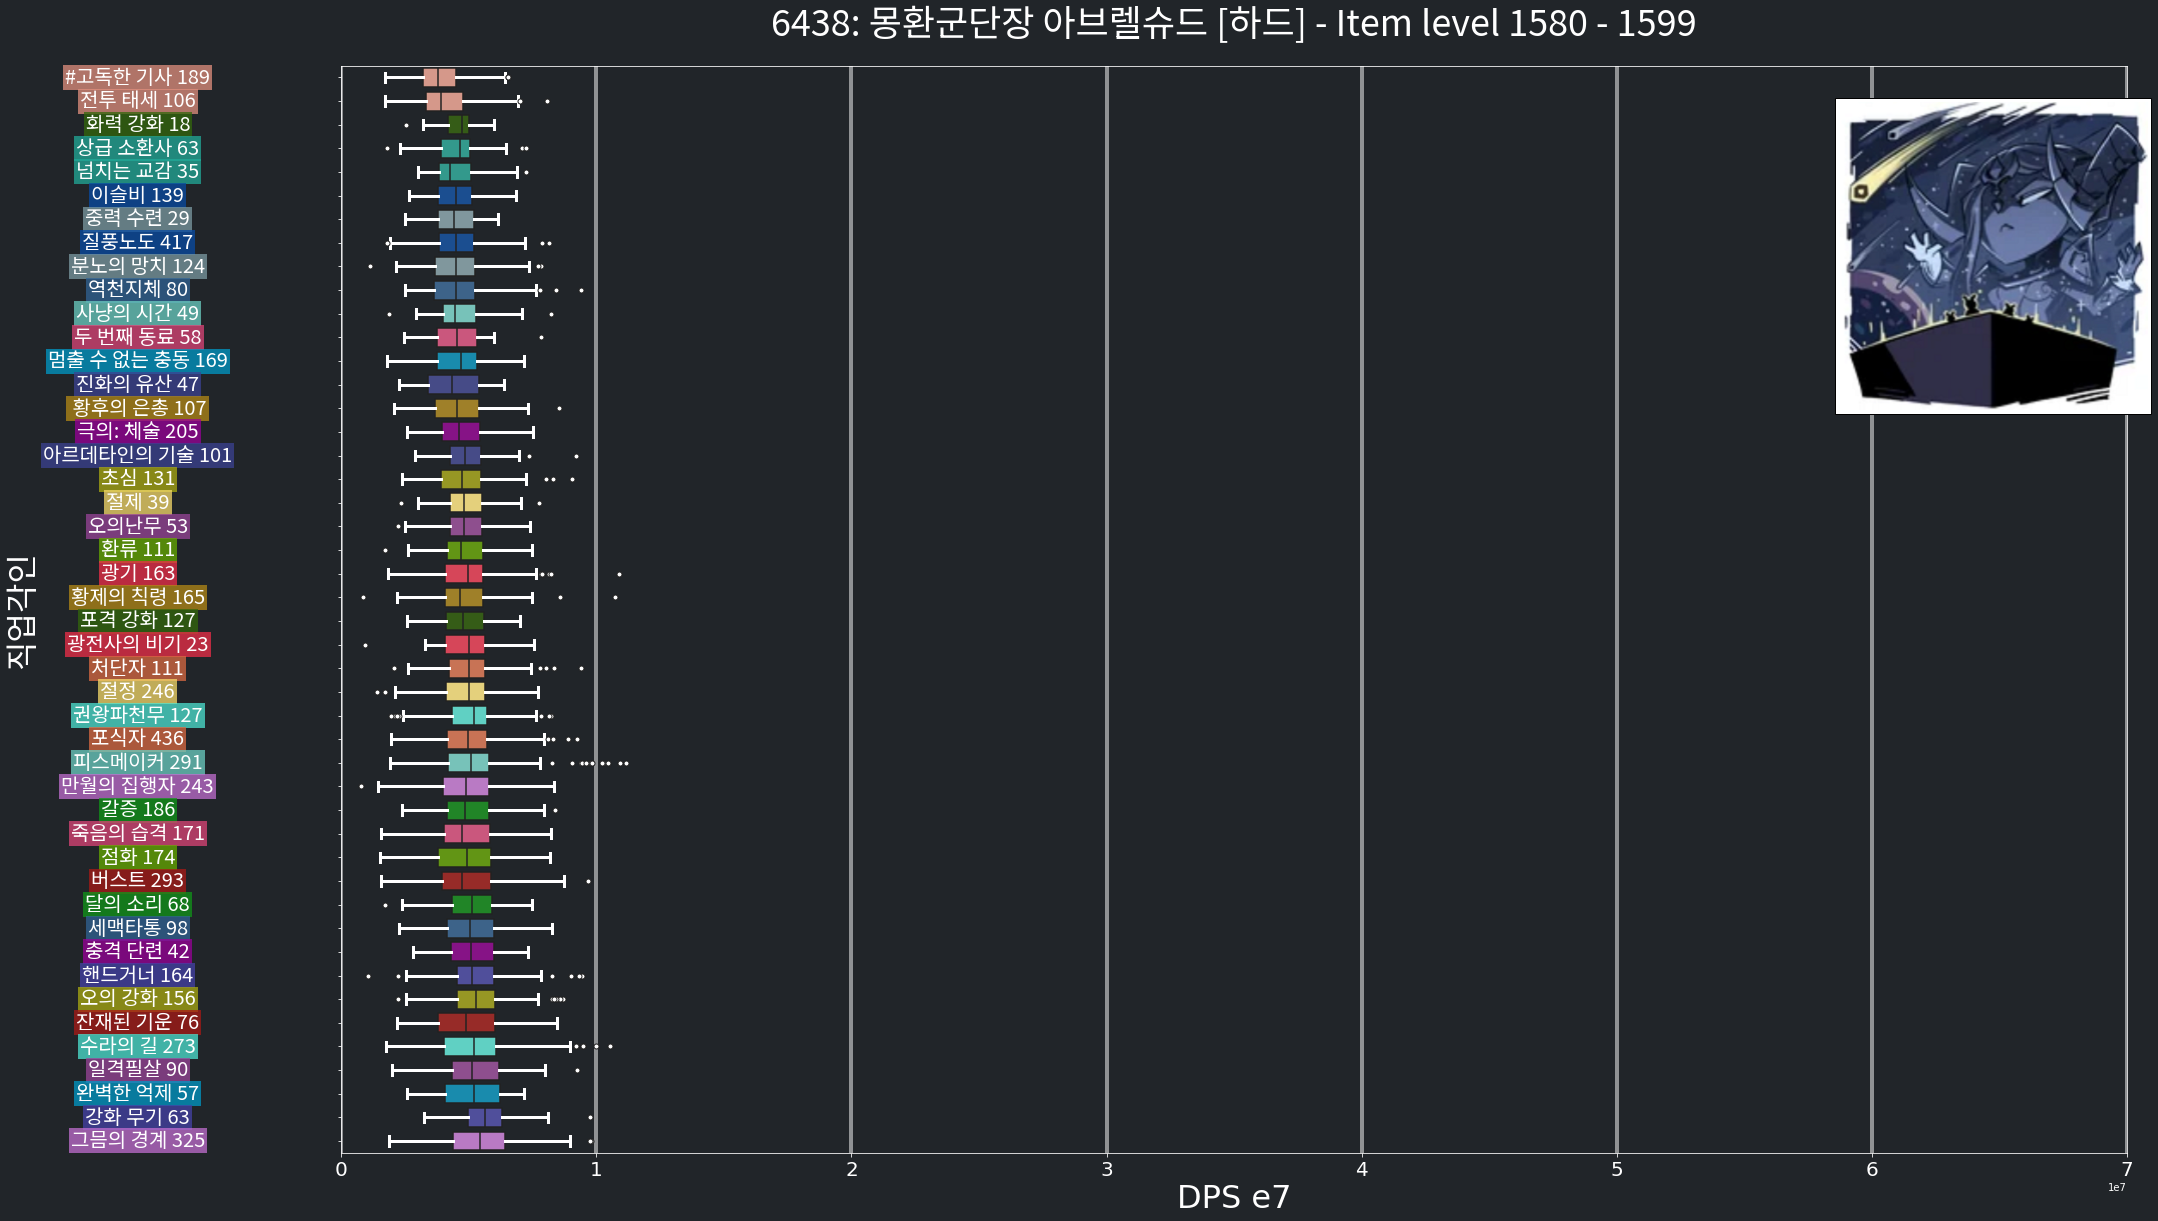 6438: 몽환군단장 아브렐슈드 [하드] - Item level 1580 - 1599
직업각인
#고독한 기사 189
전투 태세 106
화력 강화 18
상급 소환사 63
넘치는 교감 35
이슬비 139
중력 수련 29
질풍노도 417
분노의 망치 124
역천지체 80
사냥의 시간 49
두 번째 동료 58
멈출 수 없는 충동 169
진화의 유산 47
황후의 은총 107
극의: 체술 205
아르데타인의 기술 101
초심 131
절제 39
오의난무 53
환류 111
광기 163
황제의 칙령 165
포격 강화 127
광전사의 비기 23
처단자 111
절정 246
권왕파천무 127
포식자 436
피스메이커 291
만월의 집행자 243
갈증 186
죽음의 습격 171
점화 174
버스트 293
달의 소리 68
세맥타통 98
충격 단련 42
핸드거너 164
오의 강화 156
잔재된 기운 76
수라의 길 273
일격필살 90
완벽한 억제 57
강화 무기 63
그믐의 경계 325
0 1 2 3 4 5 6 7
1e7
DPS e7